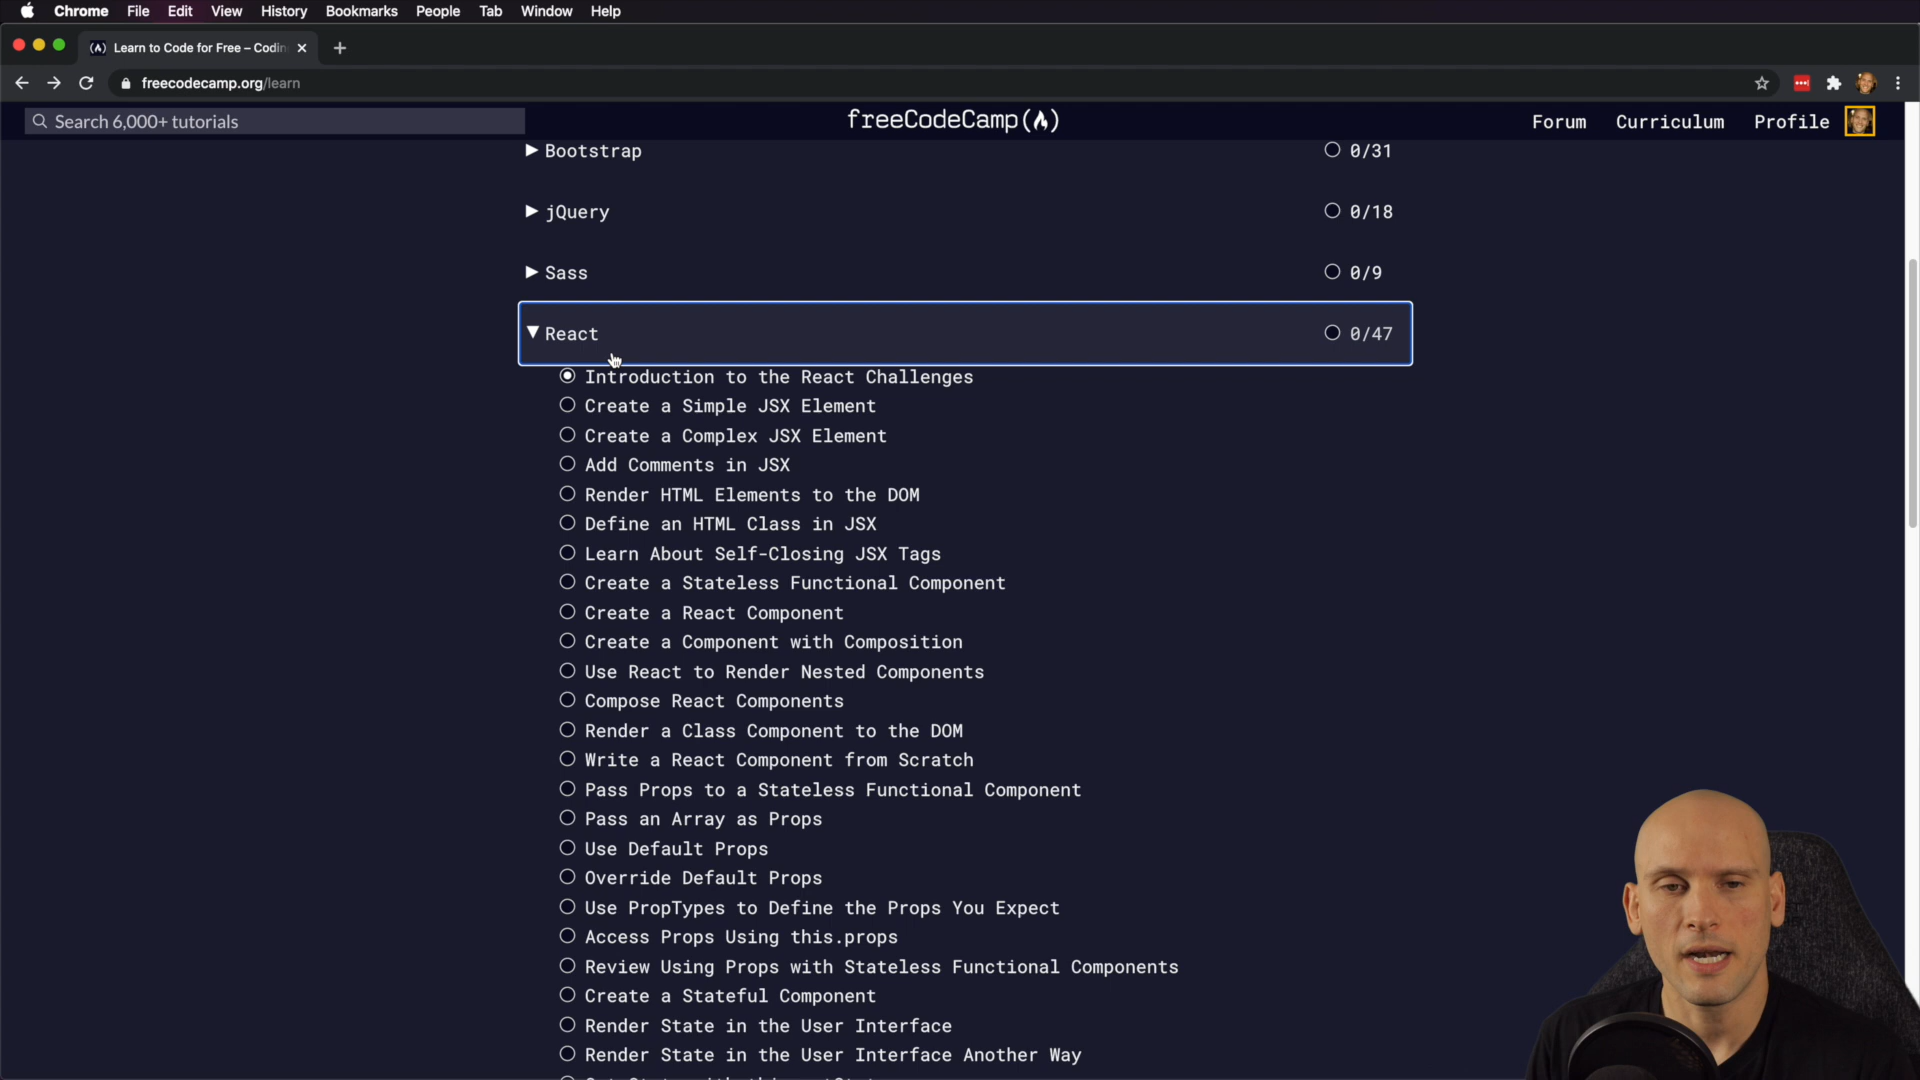 Chrome File Edit View History Bookmarks People Tab Window Help
Learn to Code for Free – Codin
freecodecamp.org/learn
Search 6,000+ tutorials
freeCodeCamp
Forum Curriculum Profile
Bootstrap 0/31
jQuery 0/18
Sass 0/9
React 0/47
Introduction to the React Challenges
Create a Simple JSX Element
Create a Complex JSX Element
Add Comments in JSX
Render HTML Elements to the DOM
Define an HTML Class in JSX
Learn About Self-Closing JSX Tags
Create a Stateless Functional Component
Create a React Component
Create a Component with Composition
Use React to Render Nested Components
Compose React Components
Render a Class Component to the DOM
Write a React Component from Scratch
Pass Props to a Stateless Functional Component
Pass an Array as Props
Use Default Props
Override Default Props
Use PropTypes to Define the Props You Expect
Access Props Using this.props
Review Using Props with Stateless Functional Components
Create a Stateful Component
Render State in the User Interface
Render State in the User Interface Another Way